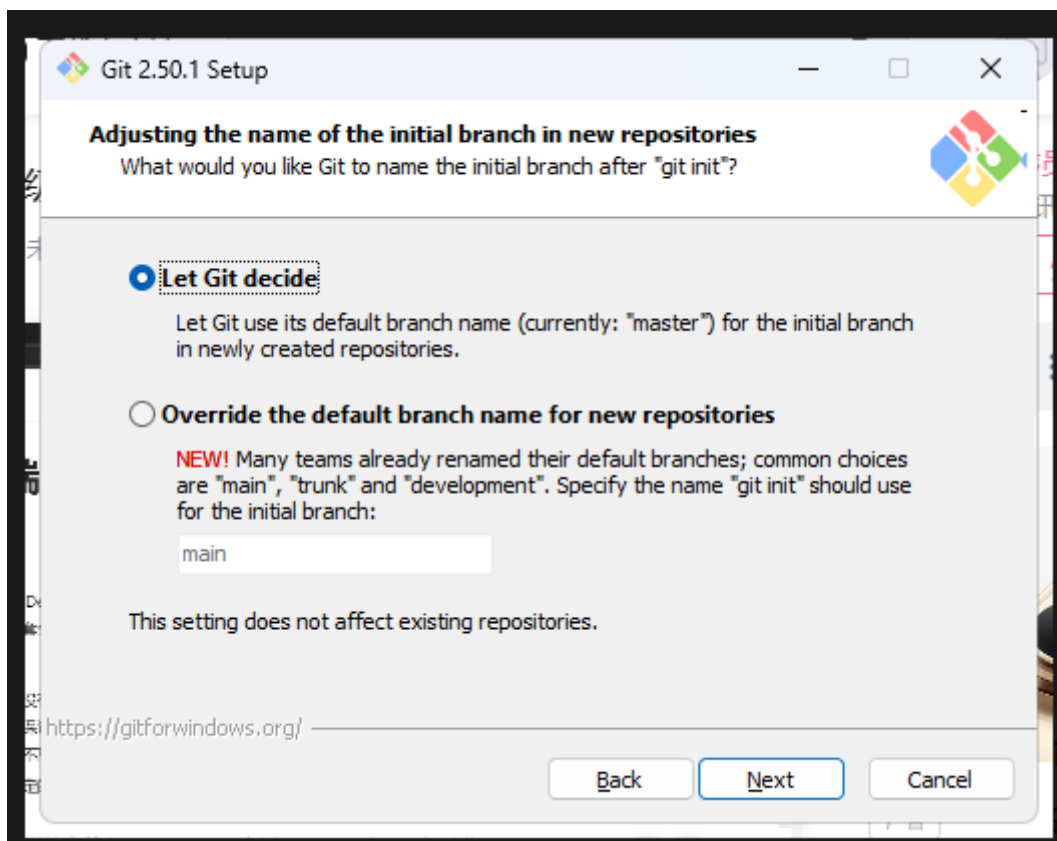 Git 2.50.1 Setup
Adjusting the name of the initial branch in new repositories
What would you like Git to name the initial branch after "git init"?
Let Git decide
Let Git use its default branch name (currently: "master") for the initial branch
in newly created repositories.
Override the default branch name for new repositories
NEW! Many teams already renamed their default branches; common choices
are "main", "trunk" and "development". Specify the name "git init" should use
for the initial branch:
main
This setting does not affect existing repositories.
https://gitforwindows.org/
Back
Next
Cancel